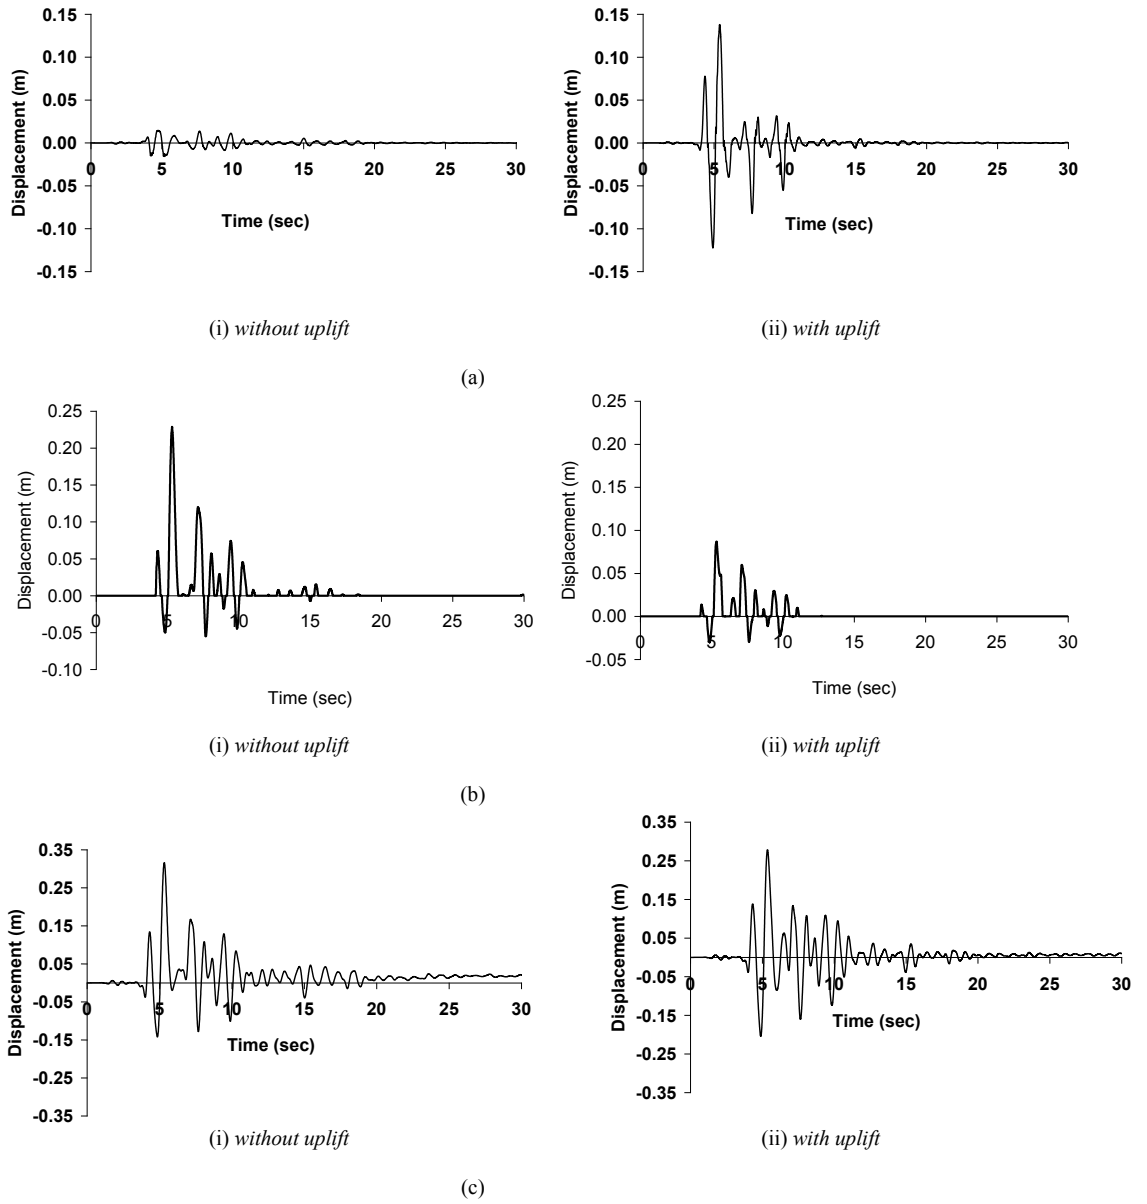 0.15
0.10
0.05
0.00
-0.05
-0.10
-0.15
0 5 10 15 20 25 30
Displacement (m)
Time (sec)
0.15
0.10
0.05
0.00
-0.05
-0.10
-0.15
0 5 10 15 20 25 30
Displacement (m)
Time (sec)
(i) without uplift
(ii) with uplift
(a)
0.25
0.20
0.15
0.10
0.05
0.00
-0.05
-0.10
0 5 10 15 20 25 30
Displacement (m)
Time (sec)
0.25
0.20
0.15
0.10
0.05
0.00
-0.05
0 5 10 15 20 25 30
Displacement (m)
Time (sec)
(i) without uplift
(ii) with uplift
(b)
0.35
0.25
0.15
0.05
-0.05
-0.15
-0.25
-0.35
0 5 10 15 20 25 30
Displacement (m)
Time (sec)
0.35
0.25
0.15
0.05
-0.05
-0.15
-0.25
-0.35
0 5 10 15 20 25 30
Displacement (m)
Time (sec)
(i) without uplift
(ii) with uplift
(c)